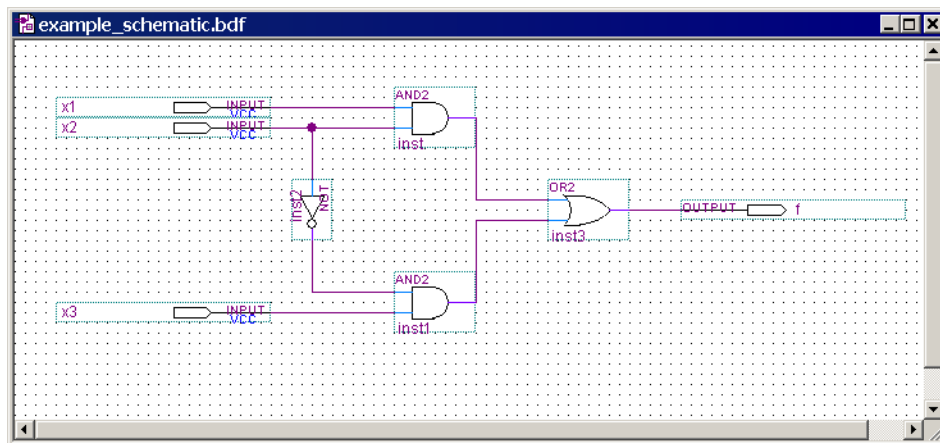 example_schematic.bdf
AND2
x1 INPUT
VCC
x2 INPUT
VCC
inst
inst2
NOT
OR2
OUTPUT f
inst3
AND2
x3 INPUT
VCC
inst1